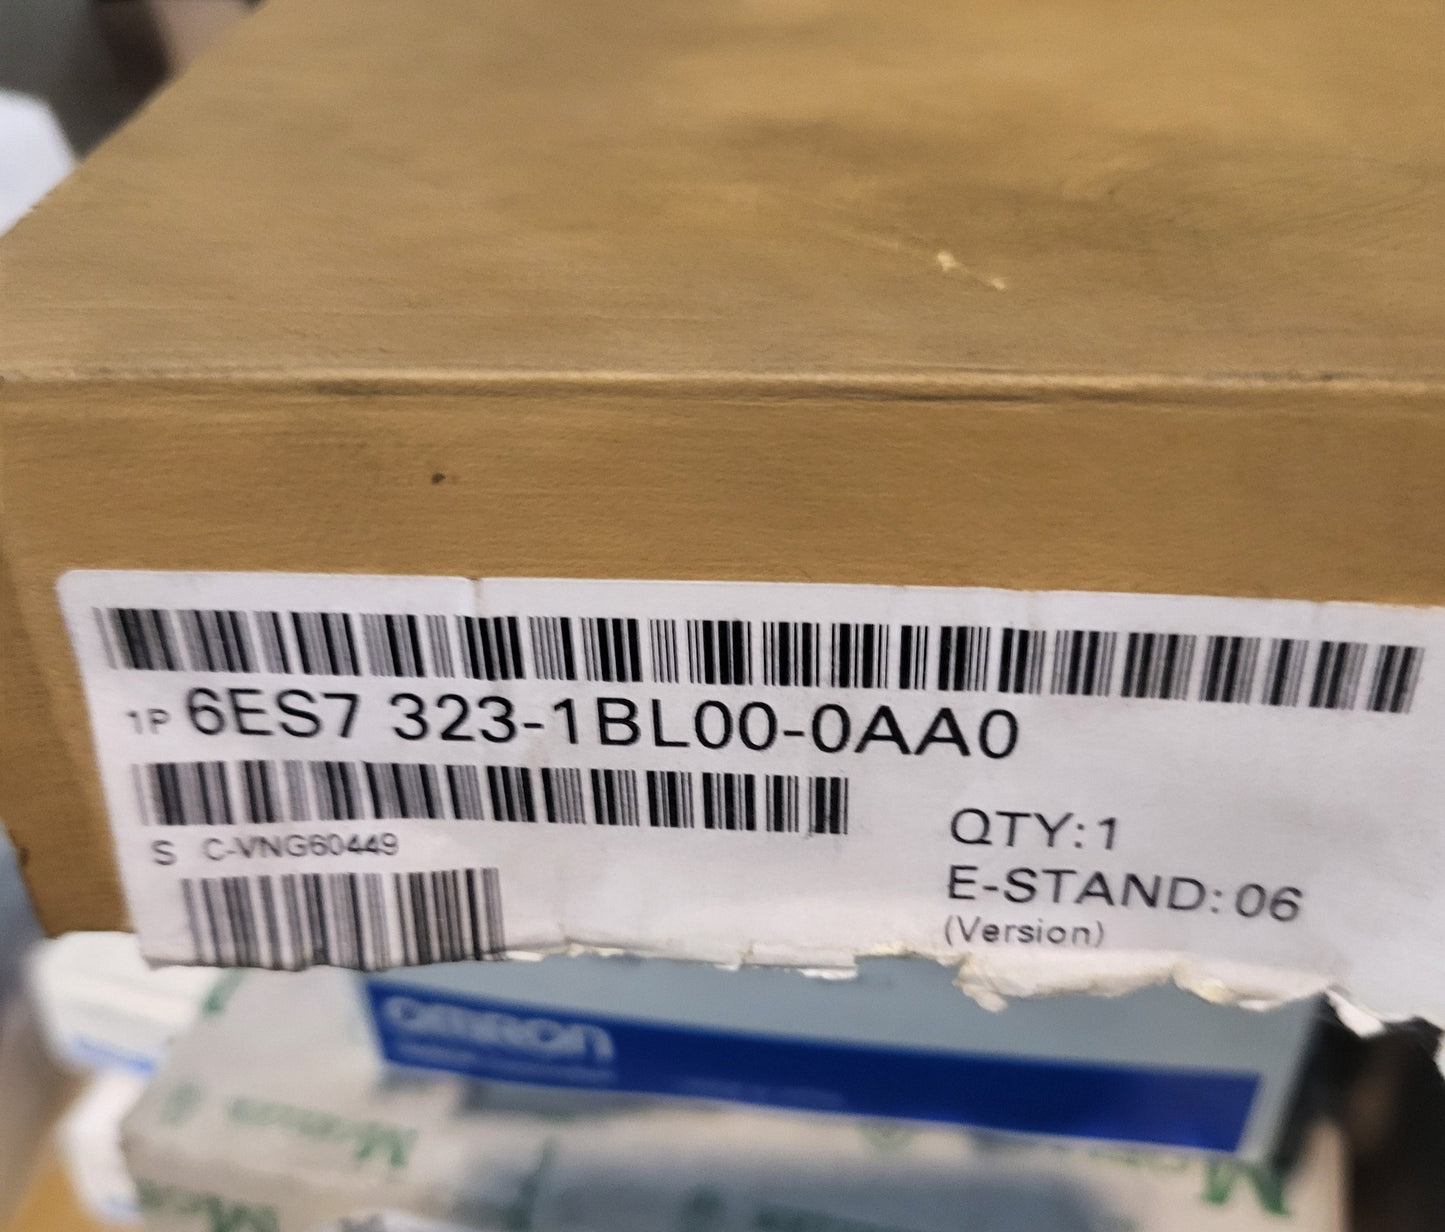 1P 6ES7 323-1BL00-0AA0
S C-VNG60449
QTY: 1
E-STAND: 06
(Version)
OMRON